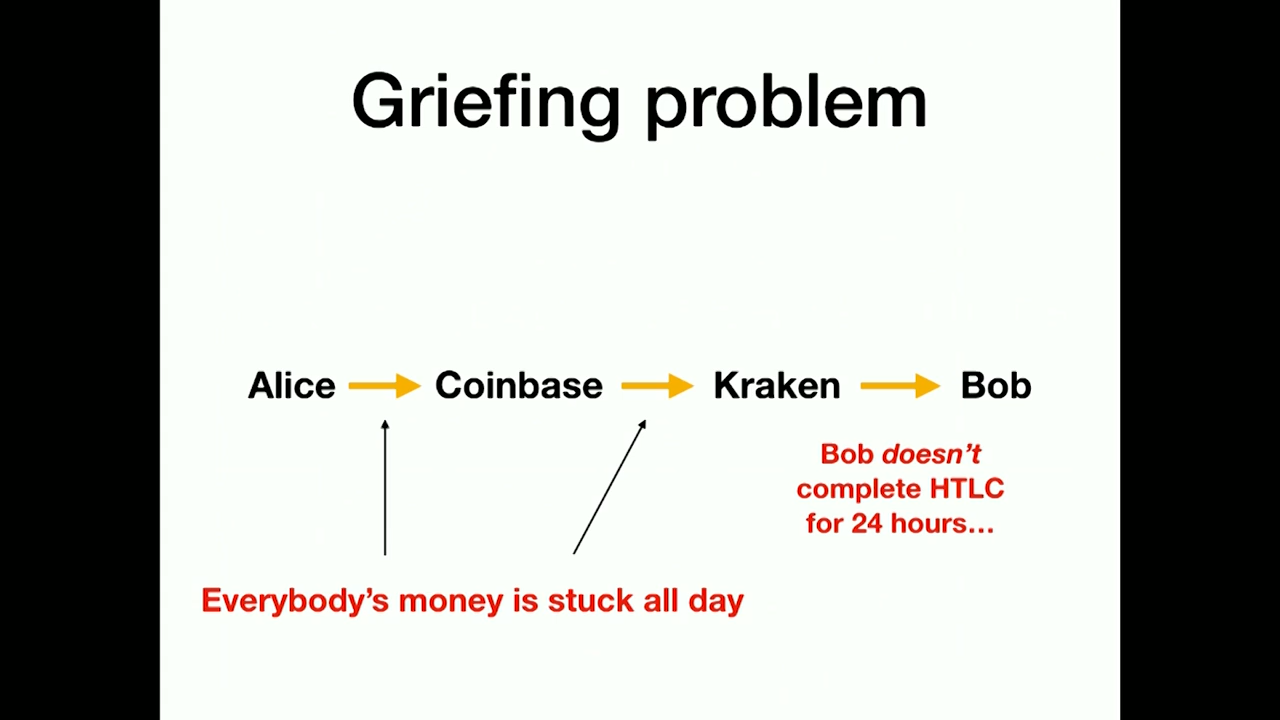 Griefing problem
Alice Coinbase Kraken Bob
Bob doesn’t
complete HTLC
for 24 hours…
Everybody’s money is stuck all day